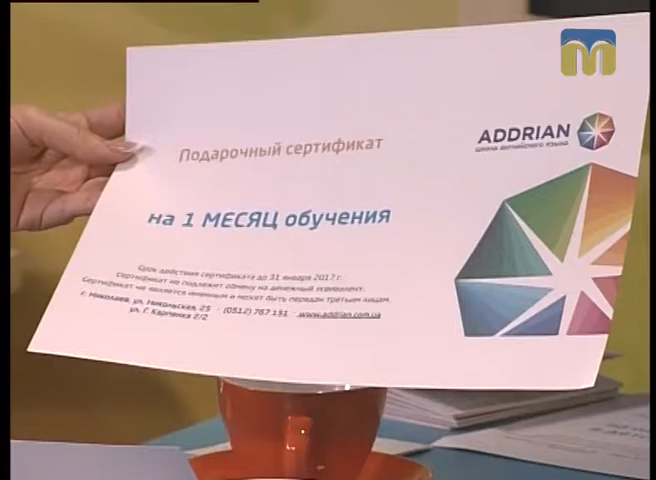 ADDRIAN
школа английского языка
Подарочный сертификат
на 1 МЕСЯЦ обучения
Срок действия сертификата до 31 января 2017 г.
Сертификат не подлежит обмену на денежный эквивалент.
Сертификат не является именным и может быть передан третьим лицам.
г. Николаев, ул. Никольская, 25 · (0512) 767 151 · www.addrian.com.ua
ул. Г. Карпенка 2/2